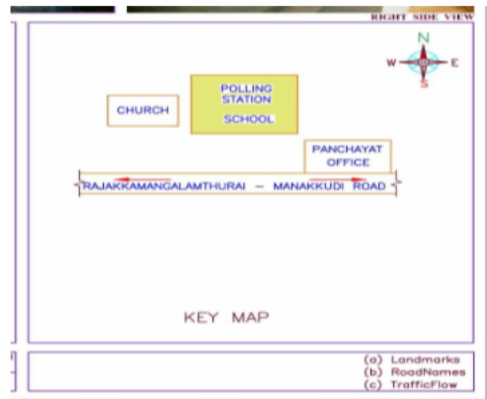 RIGHT SIDE VIEW
N
W E
S
POLLING
STATION
SCHOOL
CHURCH
PANCHAYAT
OFFICE
RAJAKKAMANGALAMTHURAI – MANAKKUDI ROAD
KEY MAP
(a) Landmarks
(b) RoadNames
(c) TrafficFlow